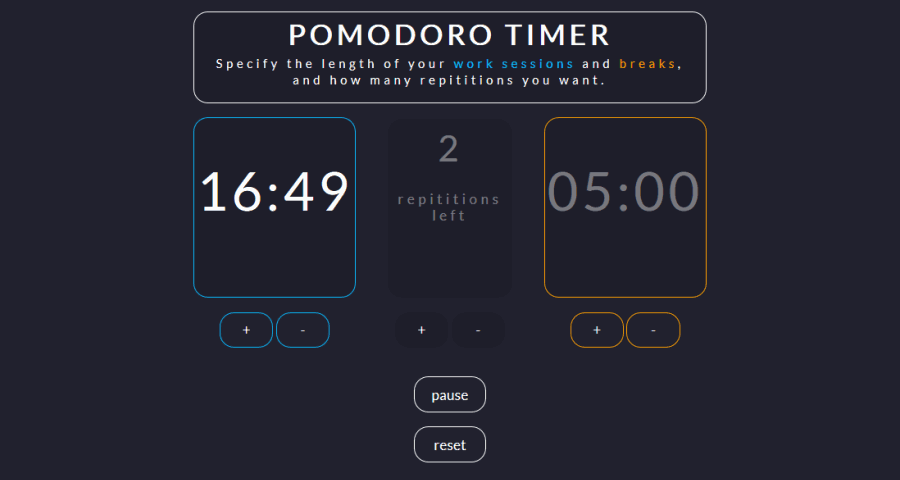 POMODORO TIMER
Specify the length of your work sessions and breaks,
and how many repititions you want.
16:49
2
repititions
left
05:00
+ -
+ -
+ -
pause
reset